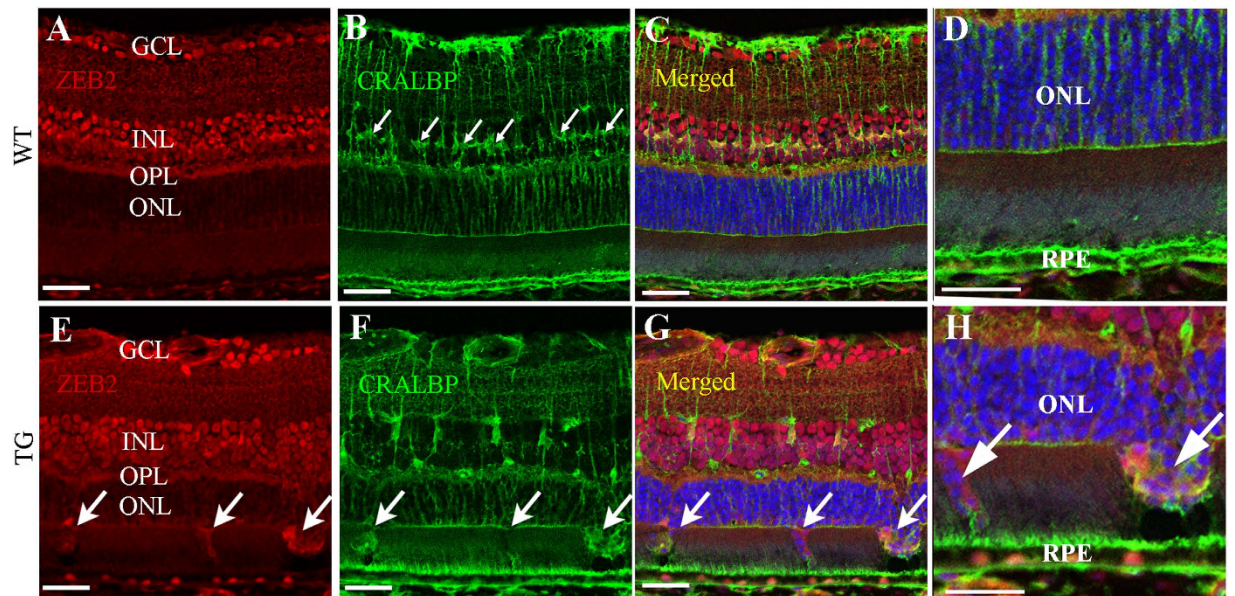 A
GCL
ZEB2
INL
OPL
ONL
WT
B
CRALBP
C
Merged
D
ONL
RPE
E
GCL
ZEB2
INL
OPL
ONL
TG
F
CRALBP
G
Merged
H
ONL
RPE